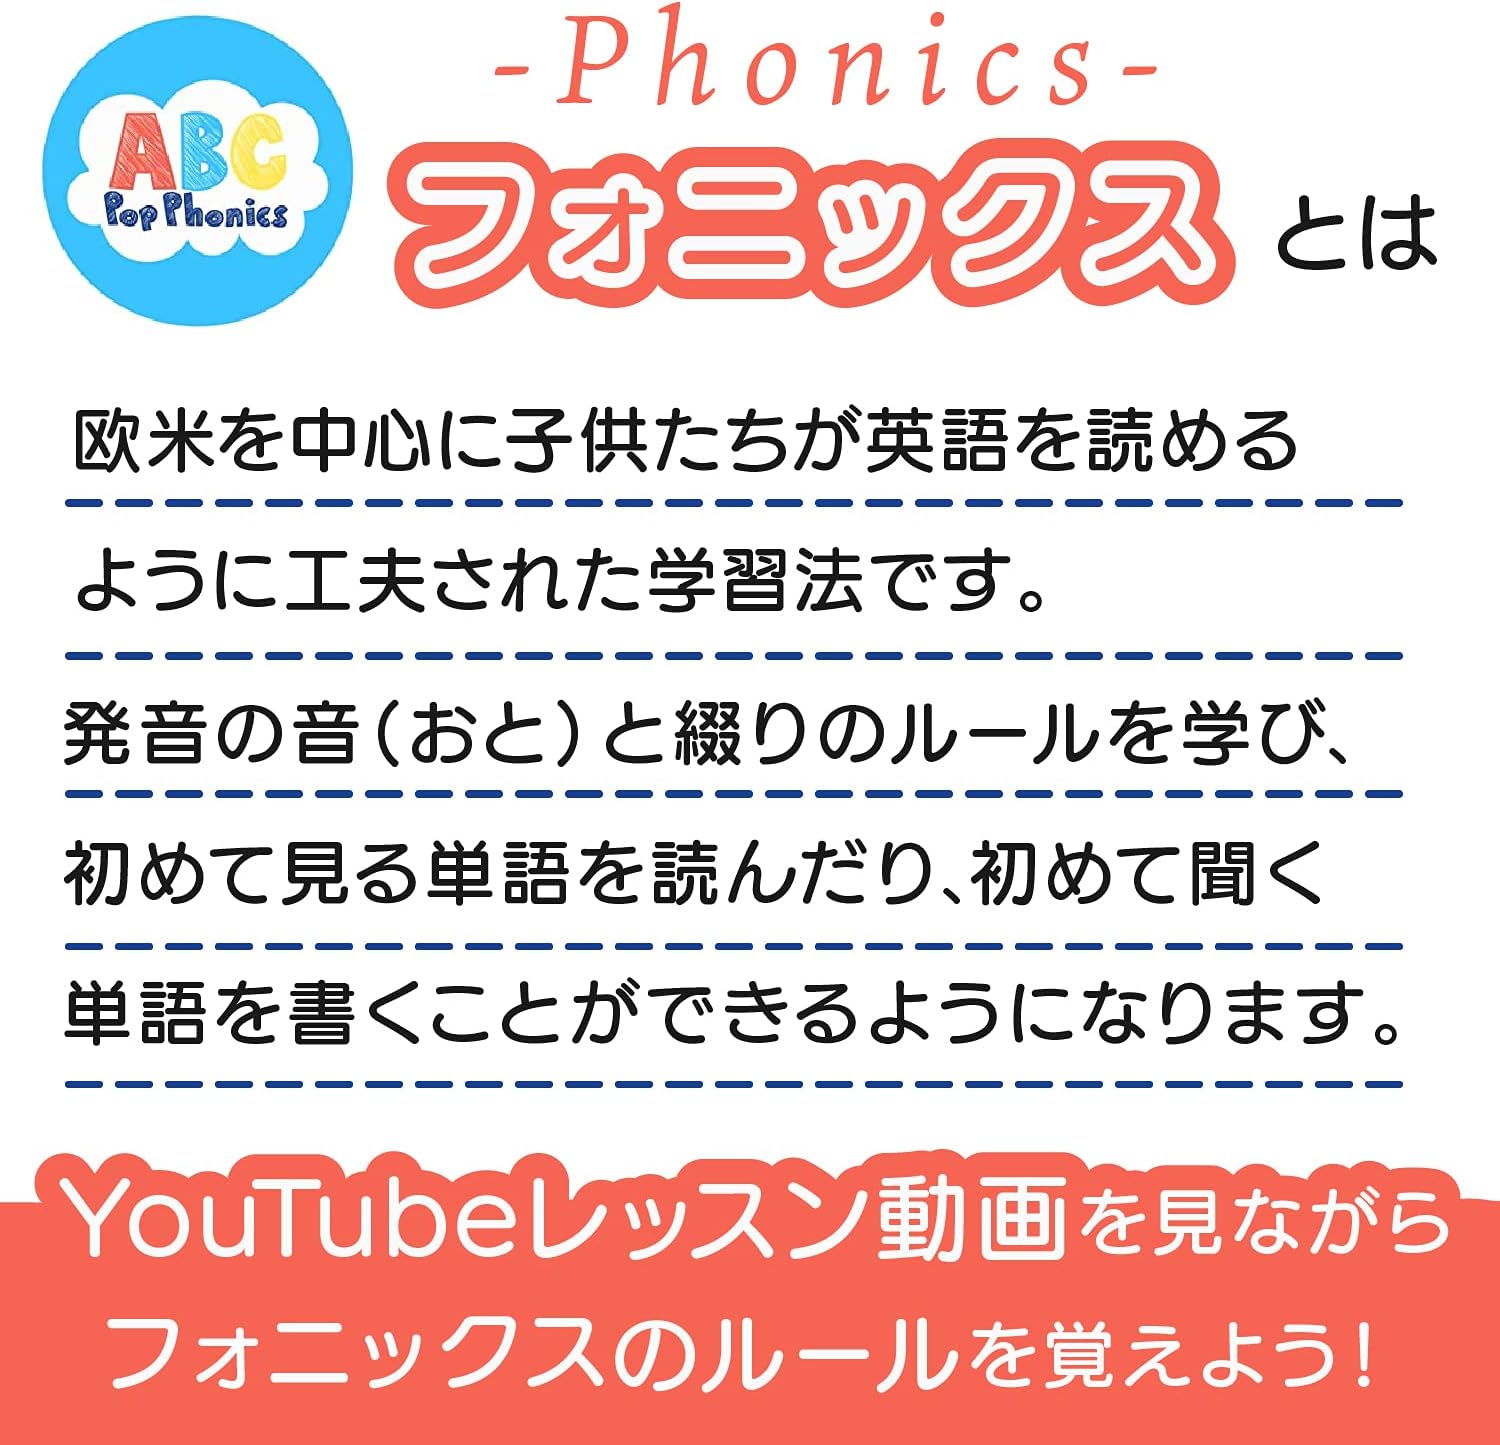 ABC
Pop Phonics
-Phonics-
フォニックスとは
欧米を中心に子供たちが英語を読める
ように工夫された学習法です。
発音の音（おと）と綴りのルールを学び、
初めて見る単語を読んだり、初めて聞く
単語を書くことができるようになります。
YouTubeレッスン動画を見ながら
フォニックスのルールを覚えよう！